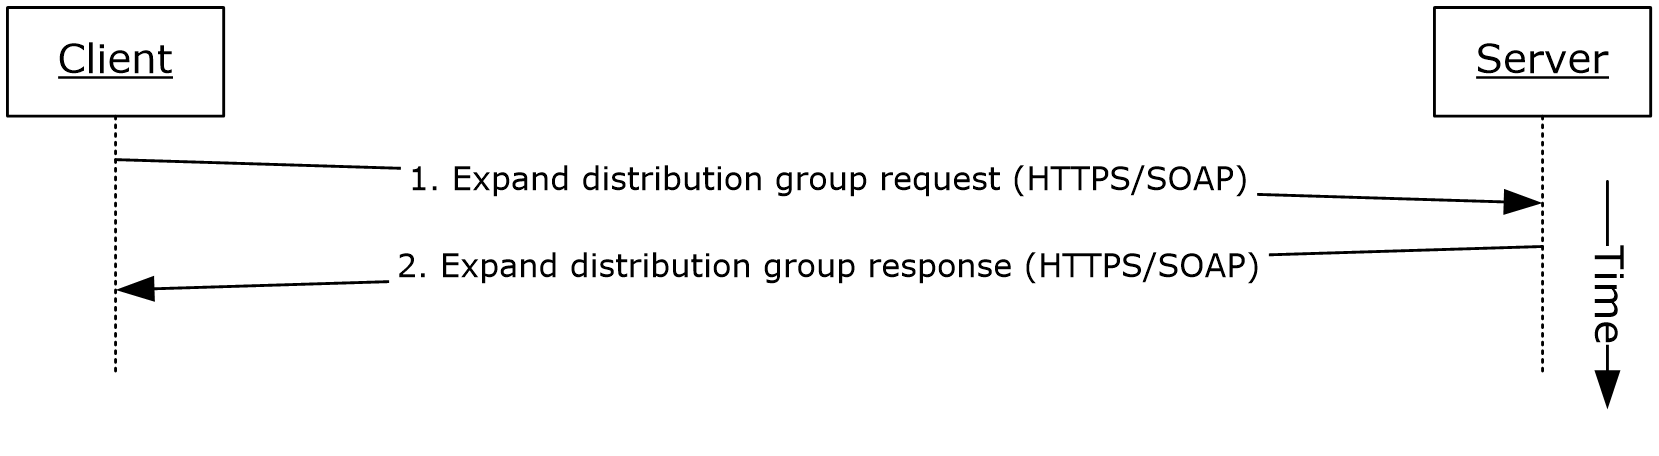 Client
Server
1. Expand distribution group request (HTTPS/SOAP)
2. Expand distribution group response (HTTPS/SOAP)
Time